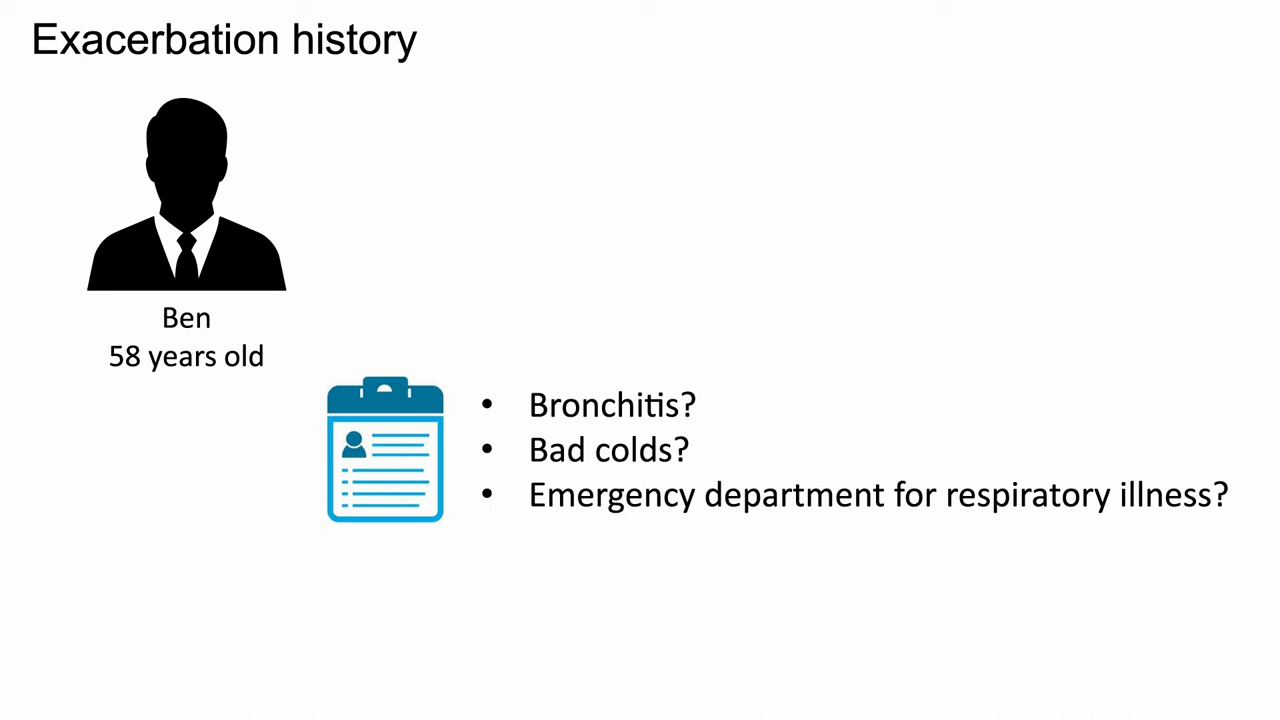 Exacerbation history
Ben
58 years old
• Bronchitis?
• Bad colds?
• Emergency department for respiratory illness?